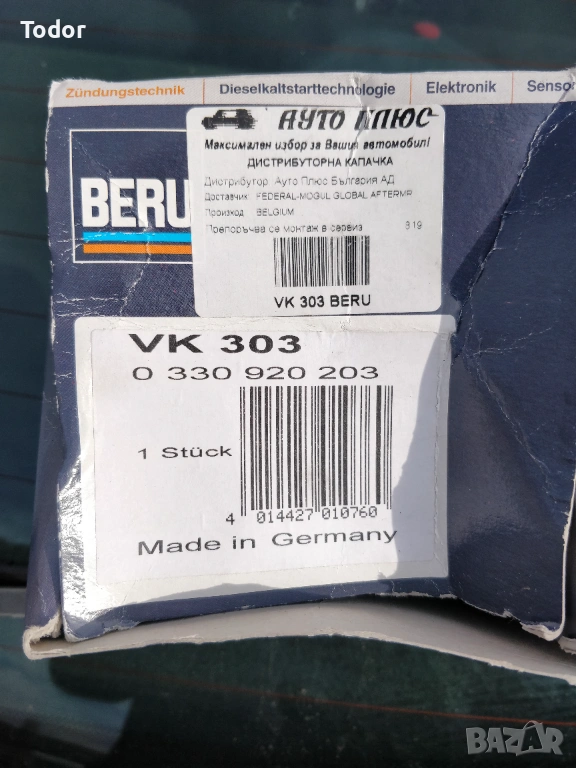 Todor
Zündungstechnik Dieselkaltstarttechnologie Elektronik Senso
АУТО ПЛЮС
Максимален избор за Вашия автомобил!
ДИСТРИБУТОРНА КАПАЧКА
Дистрибутор Ауто Плюс България АД
Доставчик FEDERAL-MOGUL GLOBAL AFTERMR
Произход BELGIUM
Препоръчва се монтаж в сервиз 819
BERU
VK 303 BERU
VK 303
0 330 920 203
1 Stück
4 014427 010760
Made in Germany
BAZAR